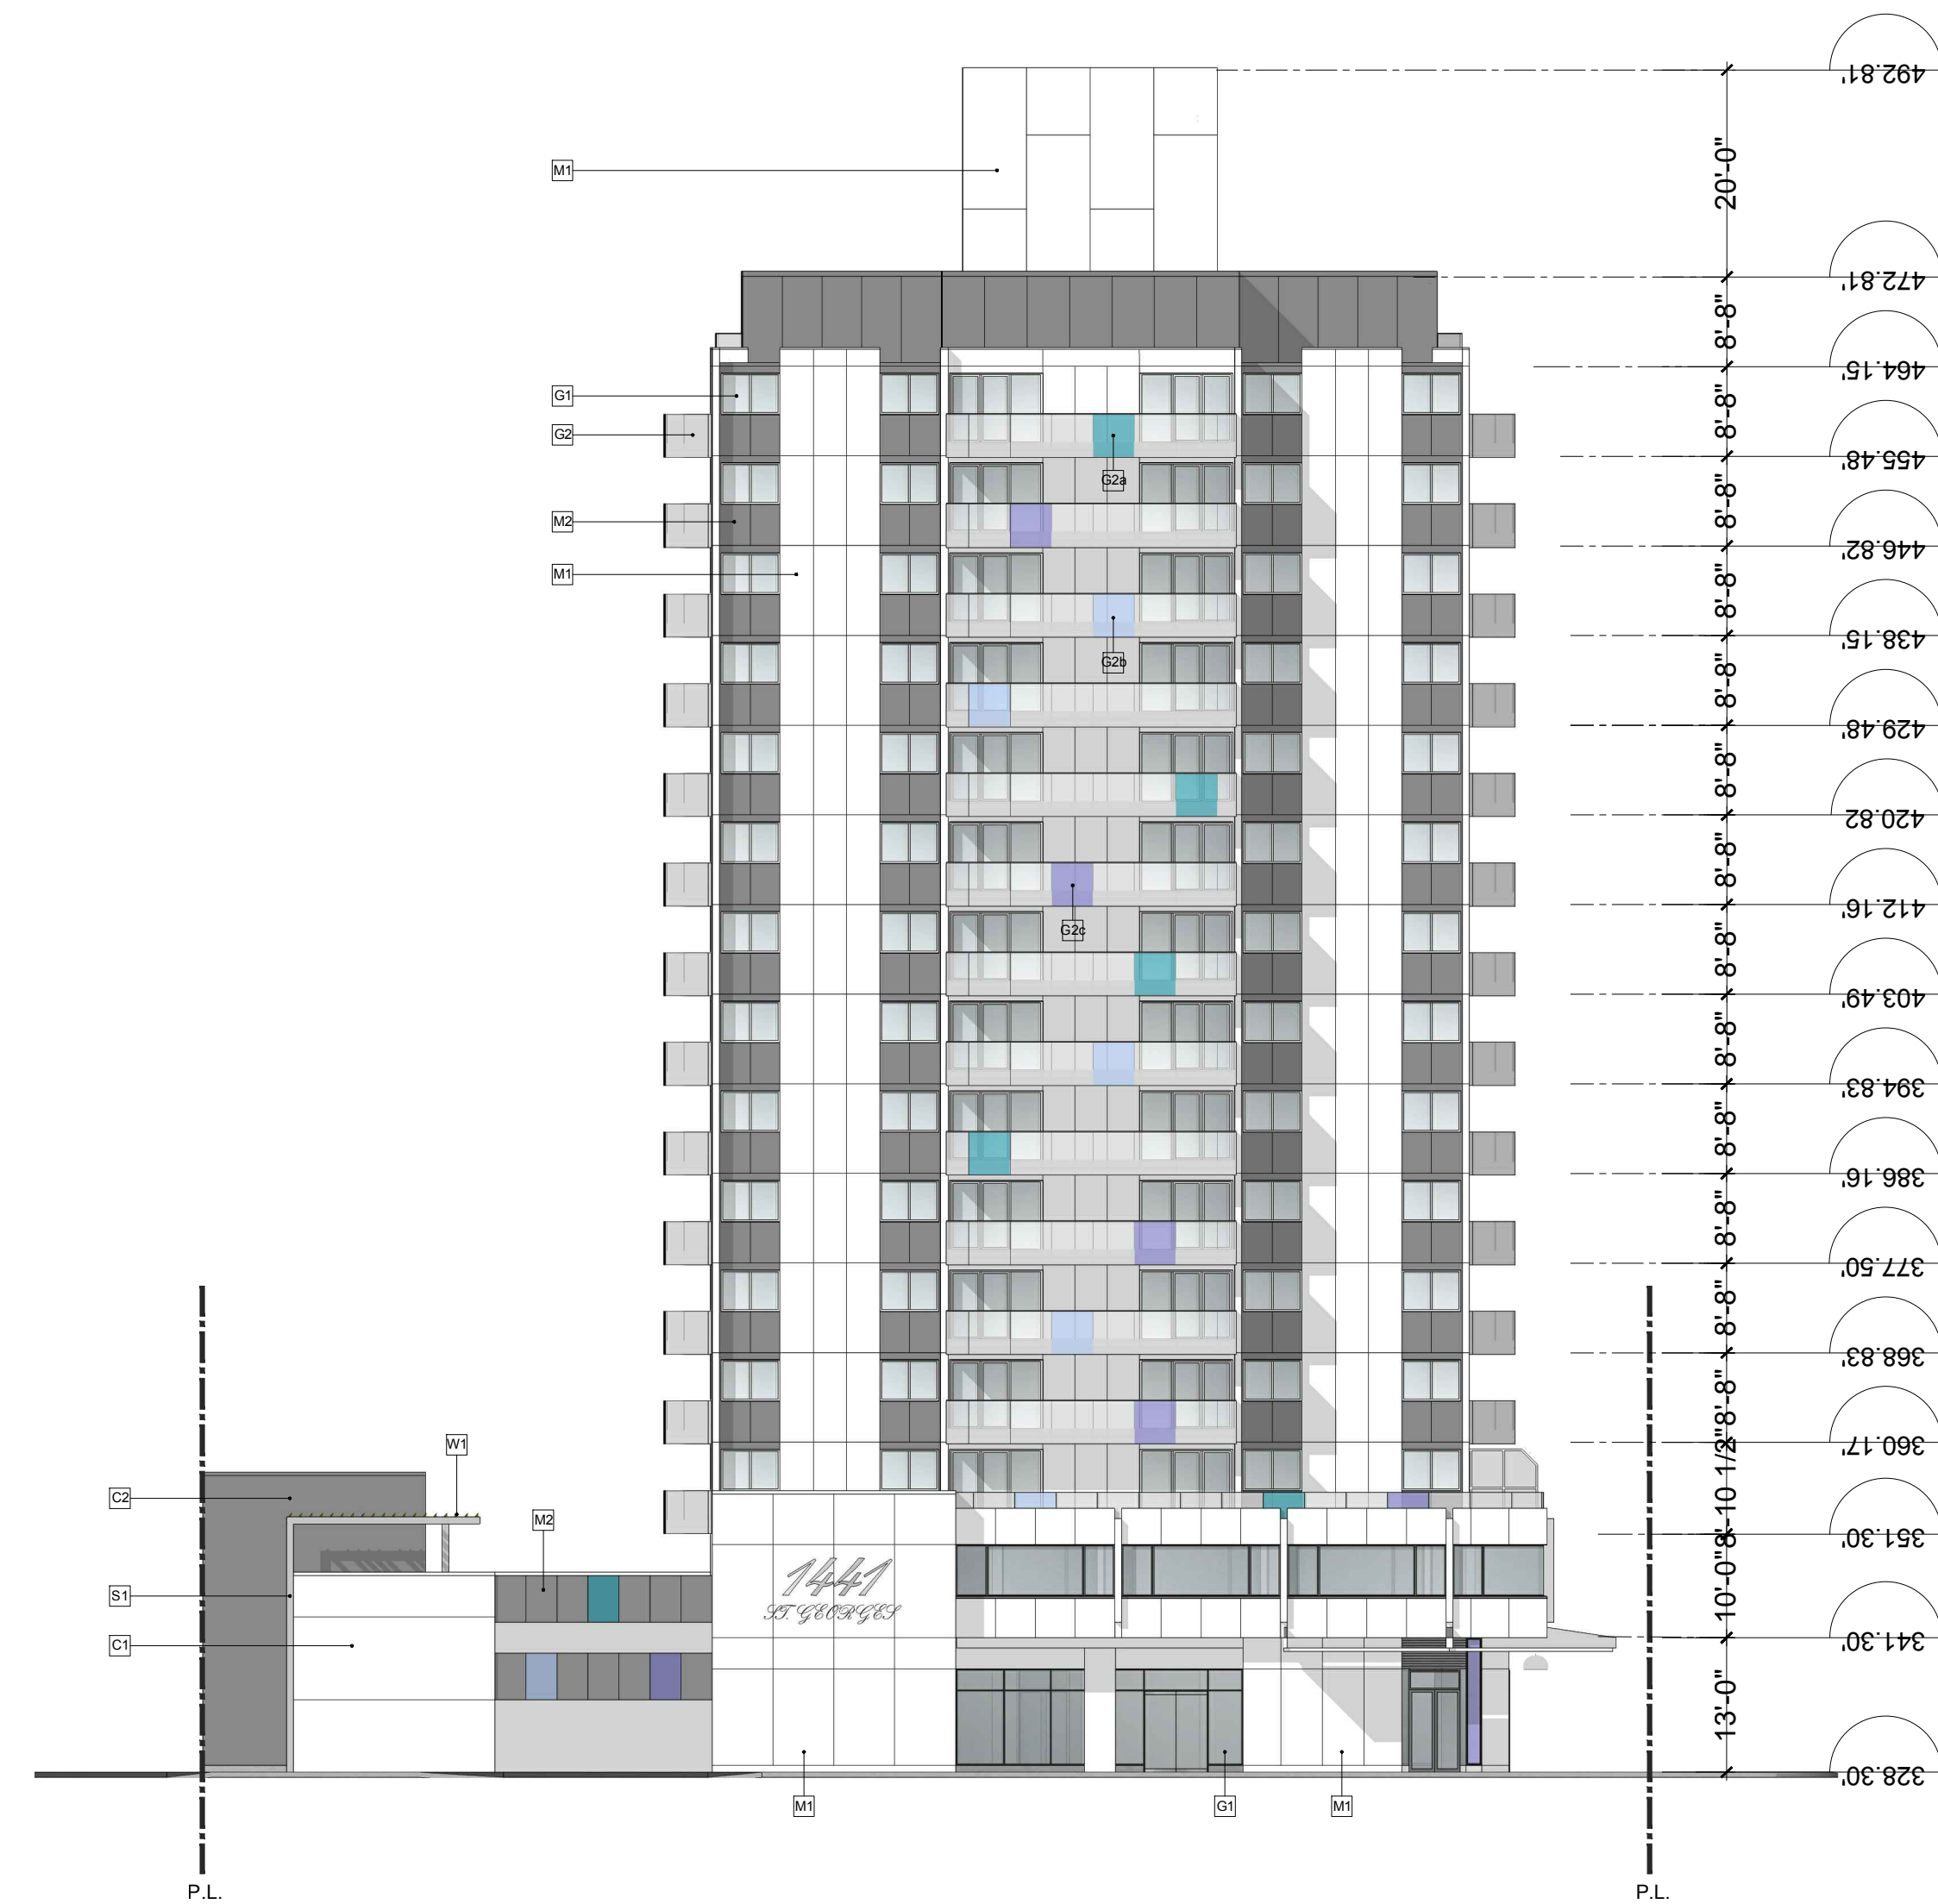 492.81'
20'-0"
M1
472.81'
8'-8"
464.15'
G1
8'-8"
G2
455.48'
G2a
8'-8"
M2
446.82'
M1
8'-8"
438.15'
G2b
8'-8"
429.48'
8'-8"
420.82
8'-8"
412.16'
G2c
8'-8"
403.49'
8'-8"
394.83'
8'-8"
386.16'
8'-8"
377.50'
8'-8"
368.83'
8'-8"
360.17'
W1
8'-10 1/2"
C2
M2
351.30'
1441
ST. GEORGES
S1
10'-0"
C1
341.30'
13'-0"
328.30'
M1
G1
M1
P.L.
P.L.